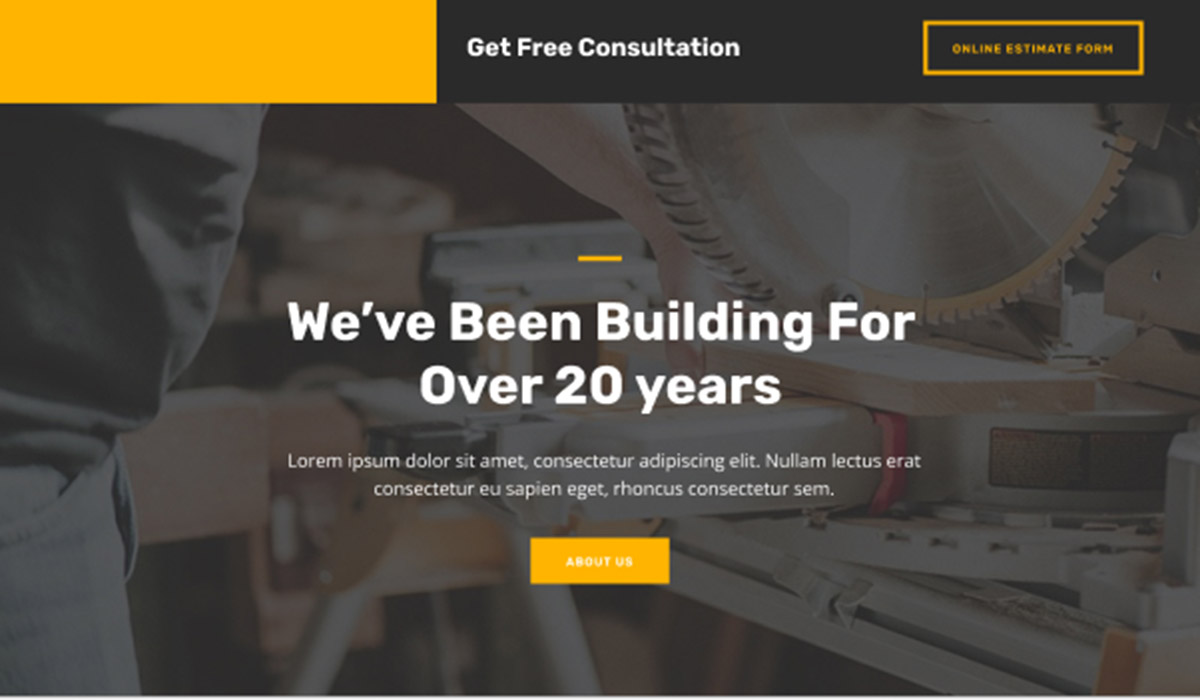 Get Free Consultation
ONLINE ESTIMATE FORM
We’ve Been Building For
Over 20 years
Lorem ipsum dolor sit amet, consectetur adipiscing elit. Nullam lectus erat
consectetur eu sapien eget, rhoncus consectetur sem.
ABOUT US